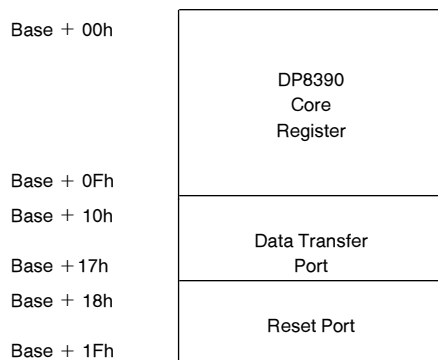 Base + 00h
DP8390
Core
Register
Base + 0Fh
Base + 10h
Data Transfer
Port
Base +17h
Base + 18h
Reset Port
Base + 1Fh